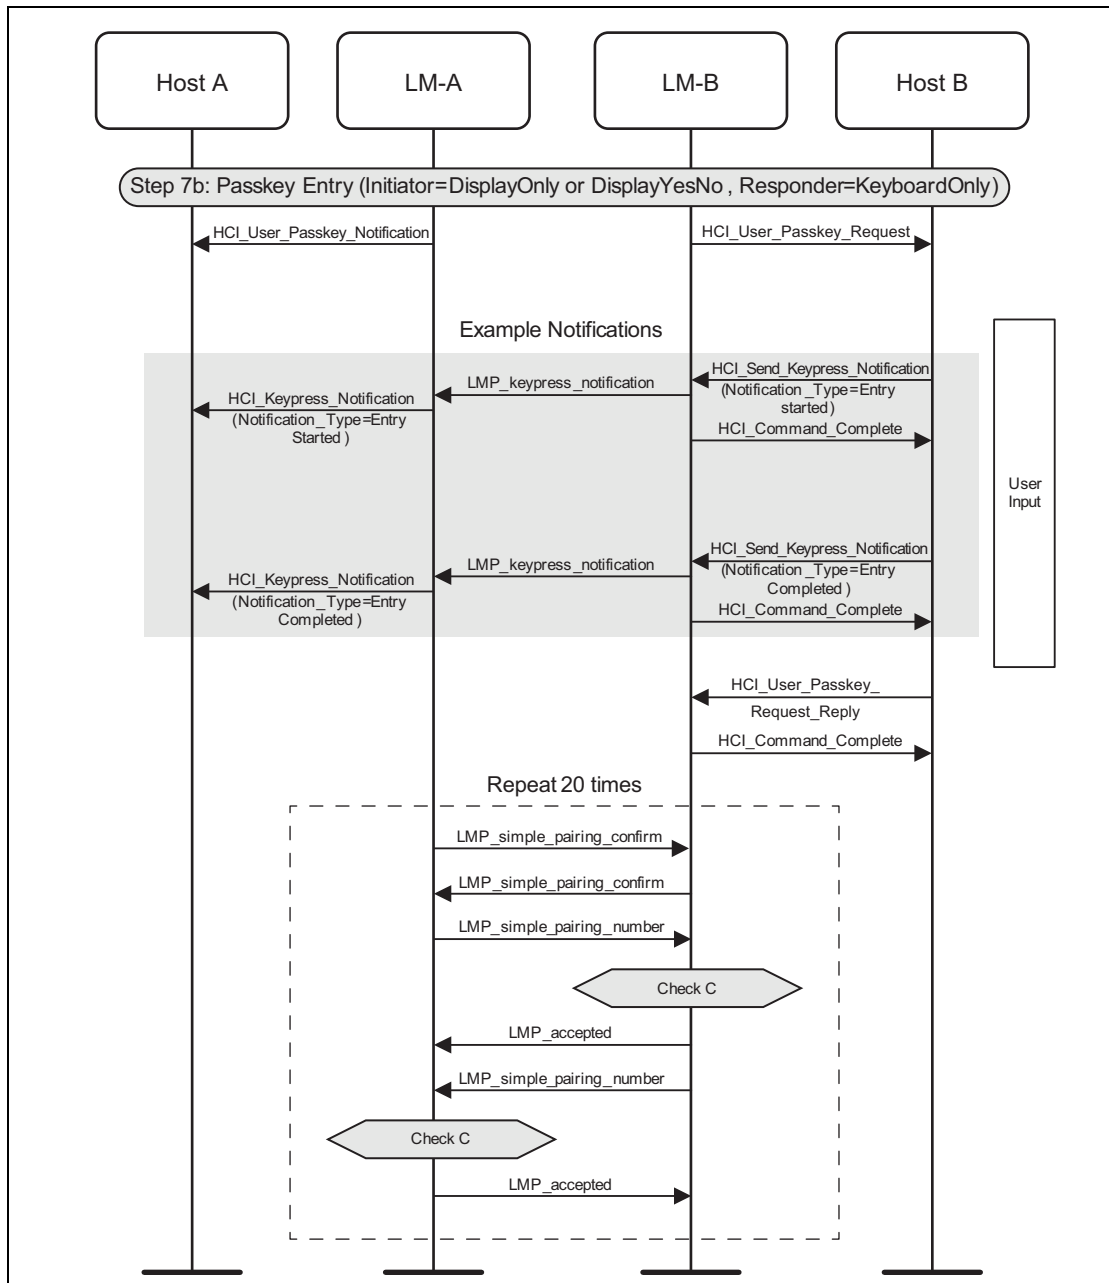 Host A
LM-A
LM-B
Host B
Step 7b: Passkey Entry (Initiator=DisplayOnly or DisplayYesNo, Responder=KeyboardOnly)
HCI_User_Passkey_Notification
HCI_User_Passkey_Request
Example Notifications
HCI_Send_Keypress_Notification
(Notification_Type=Entry
started)
LMP_keypress_notification
HCI_Keypress_Notification
(Notification_Type=Entry
Started)
HCI_Command_Complete
User
Input
HCI_Send_Keypress_Notification
(Notification_Type=Entry
Completed)
LMP_keypress_notification
HCI_Keypress_Notification
(Notification_Type=Entry
Completed)
HCI_Command_Complete
HCI_User_Passkey_
Request_Reply
HCI_Command_Complete
Repeat 20 times
LMP_simple_pairing_confirm
LMP_simple_pairing_confirm
LMP_simple_pairing_number
Check C
LMP_accepted
LMP_simple_pairing_number
Check C
LMP_accepted